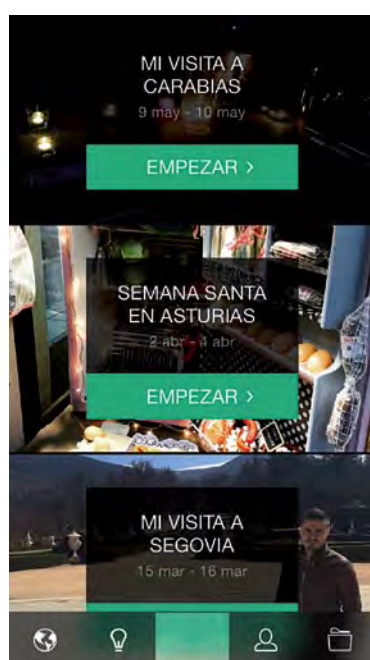 MI VISITA A
CARABIAS
9 may - 10 may
EMPEZAR >
SEMANA SANTA
EN ASTURIAS
2 abr - 4 abr
EMPEZAR >
MI VISITA A
SEGOVIA
15 mar - 16 mar